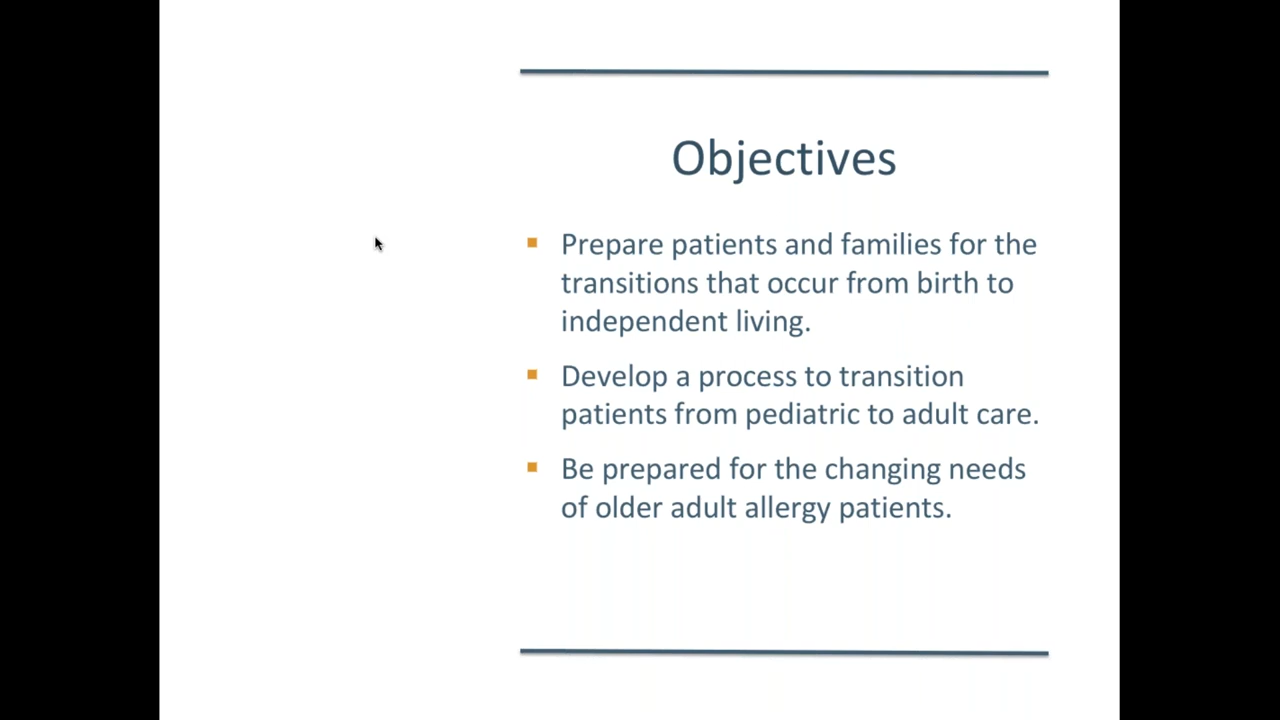 Objectives
Prepare patients and families for the
transitions that occur from birth to
independent living.
Develop a process to transition
patients from pediatric to adult care.
Be prepared for the changing needs
of older adult allergy patients.